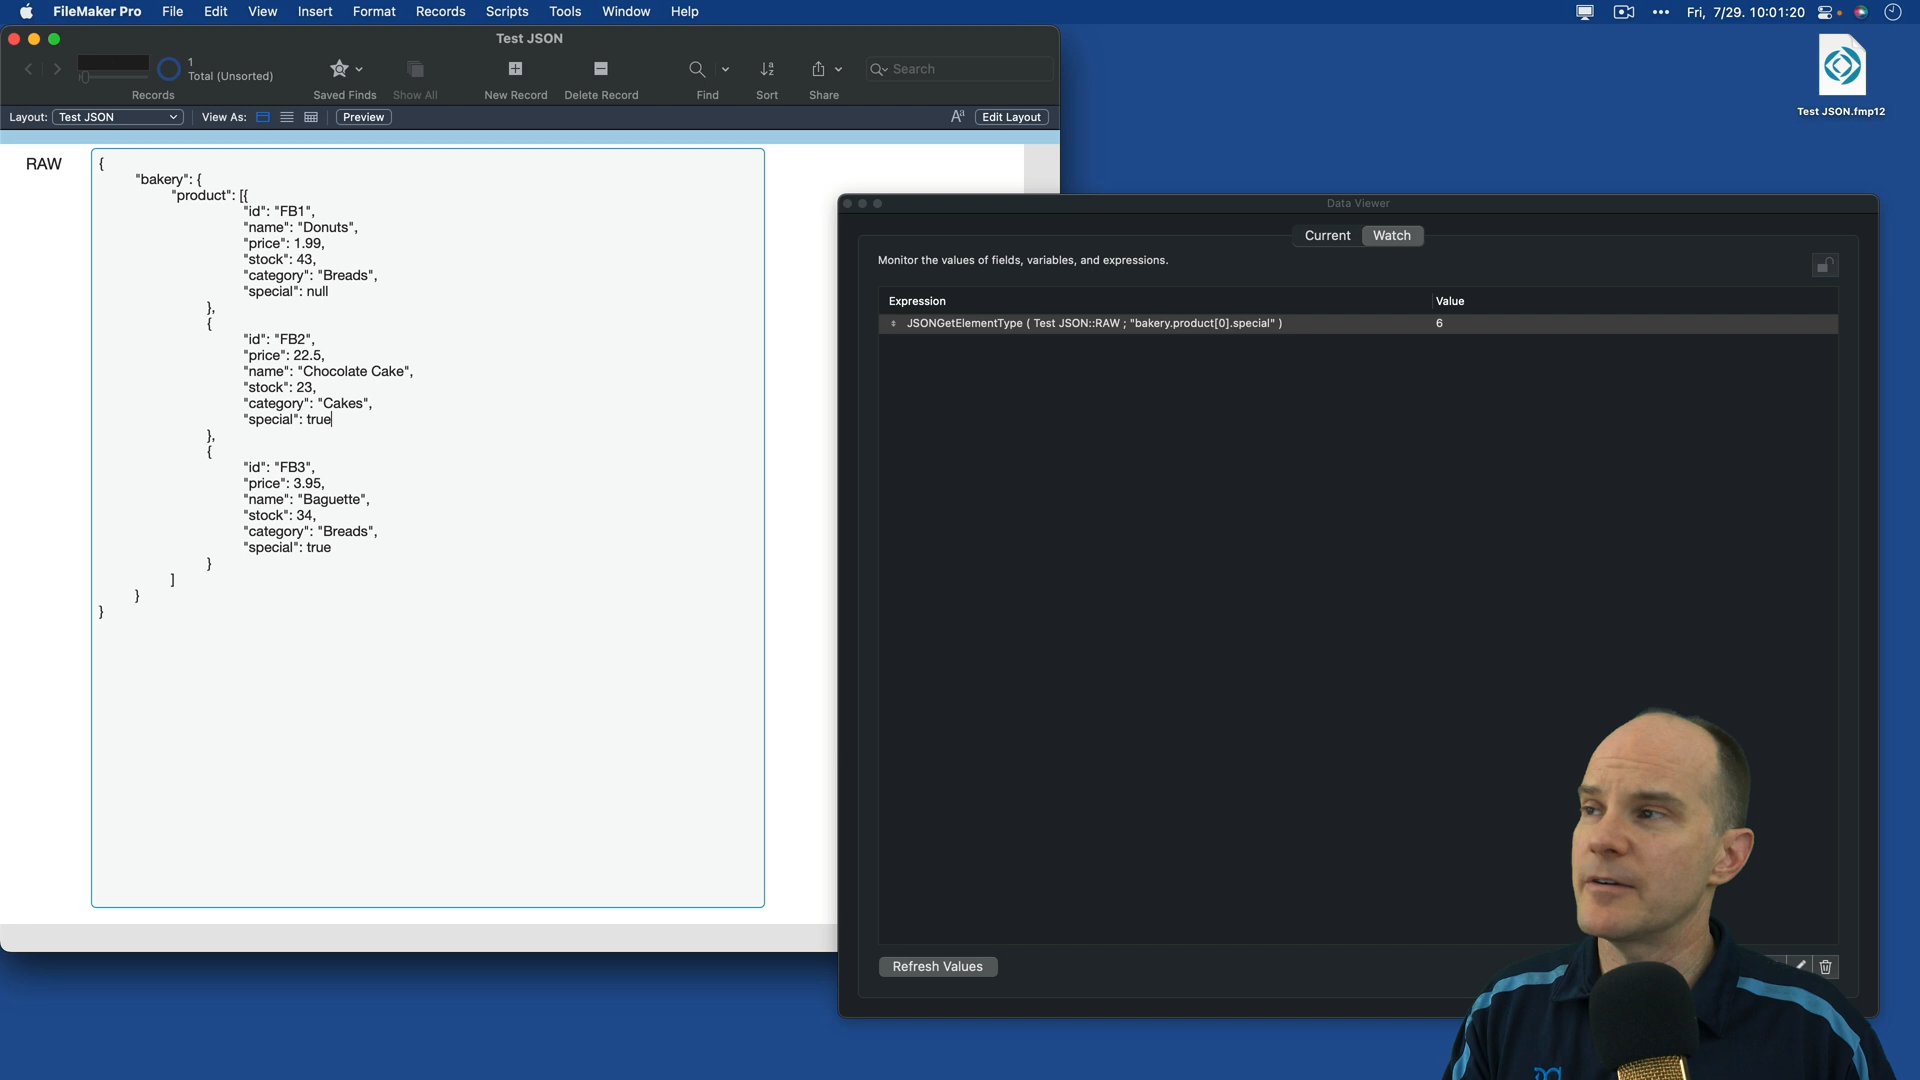 FileMaker Pro File Edit View Insert Format Records Scripts Tools Window Help
Fri, 7/29. 10:01:20
Test JSON
1
Total (Unsorted)
Records
Saved Finds
Show All
New Record
Delete Record
Find
Sort
Share
Search
Layout: Test JSON View As: Preview
Aa Edit Layout
Test JSON.fmp12
RAW
{
"bakery": {
"product": [{
"id": "FB1",
"name": "Donuts",
"price": 1.99,
"stock": 43,
"category": "Breads",
"special": null
},
{
"id": "FB2",
"price": 22.5,
"name": "Chocolate Cake",
"stock": 23,
"category": "Cakes",
"special": true
},
{
"id": "FB3",
"price": 3.95,
"name": "Baguette",
"stock": 34,
"category": "Breads",
"special": true
}
]
}
}
Data Viewer
Current Watch
Monitor the values of fields, variables, and expressions.
Expression Value
JSONGetElementType ( Test JSON::RAW ; "bakery.product[0].special" ) 6
Refresh Values